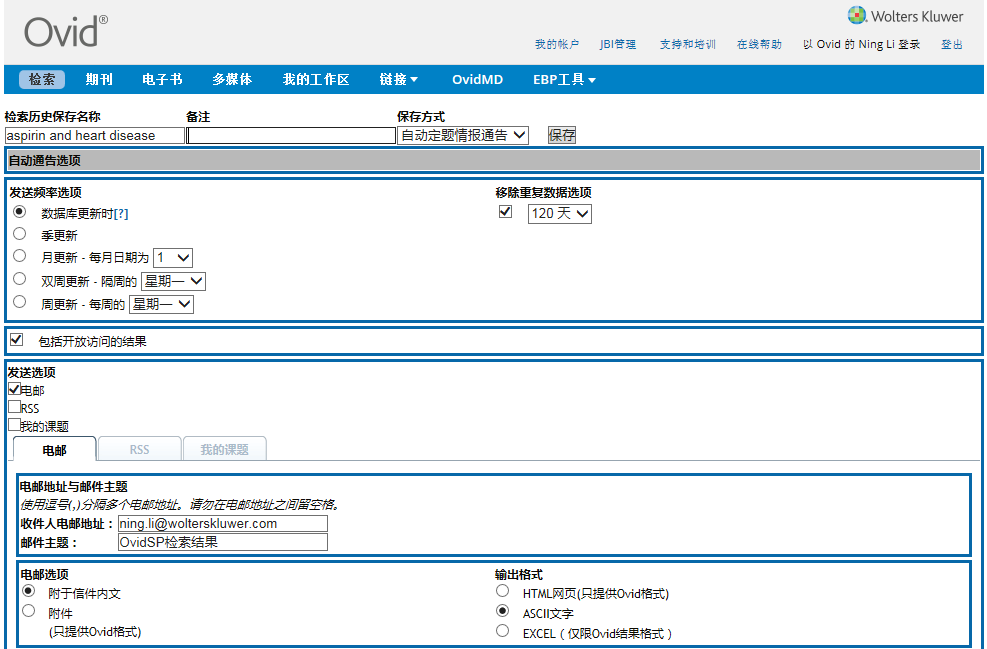 Ovid®
Wolters Kluwer
我的帐户 JBI管理 支持和培训 在线帮助 以 Ovid 的 Ning Li 登录 登出
检索 期刊 电子书 多媒体 我的工作区 链接 OvidMD EBP工具
检索历史保存名称 备注 保存方式
aspirin and heart disease 自动定题情报通告 保存
自动通告选项
发送频率选项 移除重复数据选项
数据库更新时[?] 120 天
季更新
月更新 - 每月日期为 1
双周更新 - 隔周的 星期一
周更新 - 每周的 星期一
包括开放访问的结果
发送选项
电邮
RSS
我的课题
电邮 RSS 我的课题
电邮地址与邮件主题
使用逗号(,)分隔多个电邮地址。请勿在电邮地址之间留空格。
收件人电邮地址： ning.li@wolterskluwer.com
邮件主题： OvidSP检索结果
电邮选项 输出格式
附于信件内文 HTML网页(只提供Ovid格式)
附件 ASCII文字
(只提供Ovid格式) EXCEL（仅限Ovid结果格式）